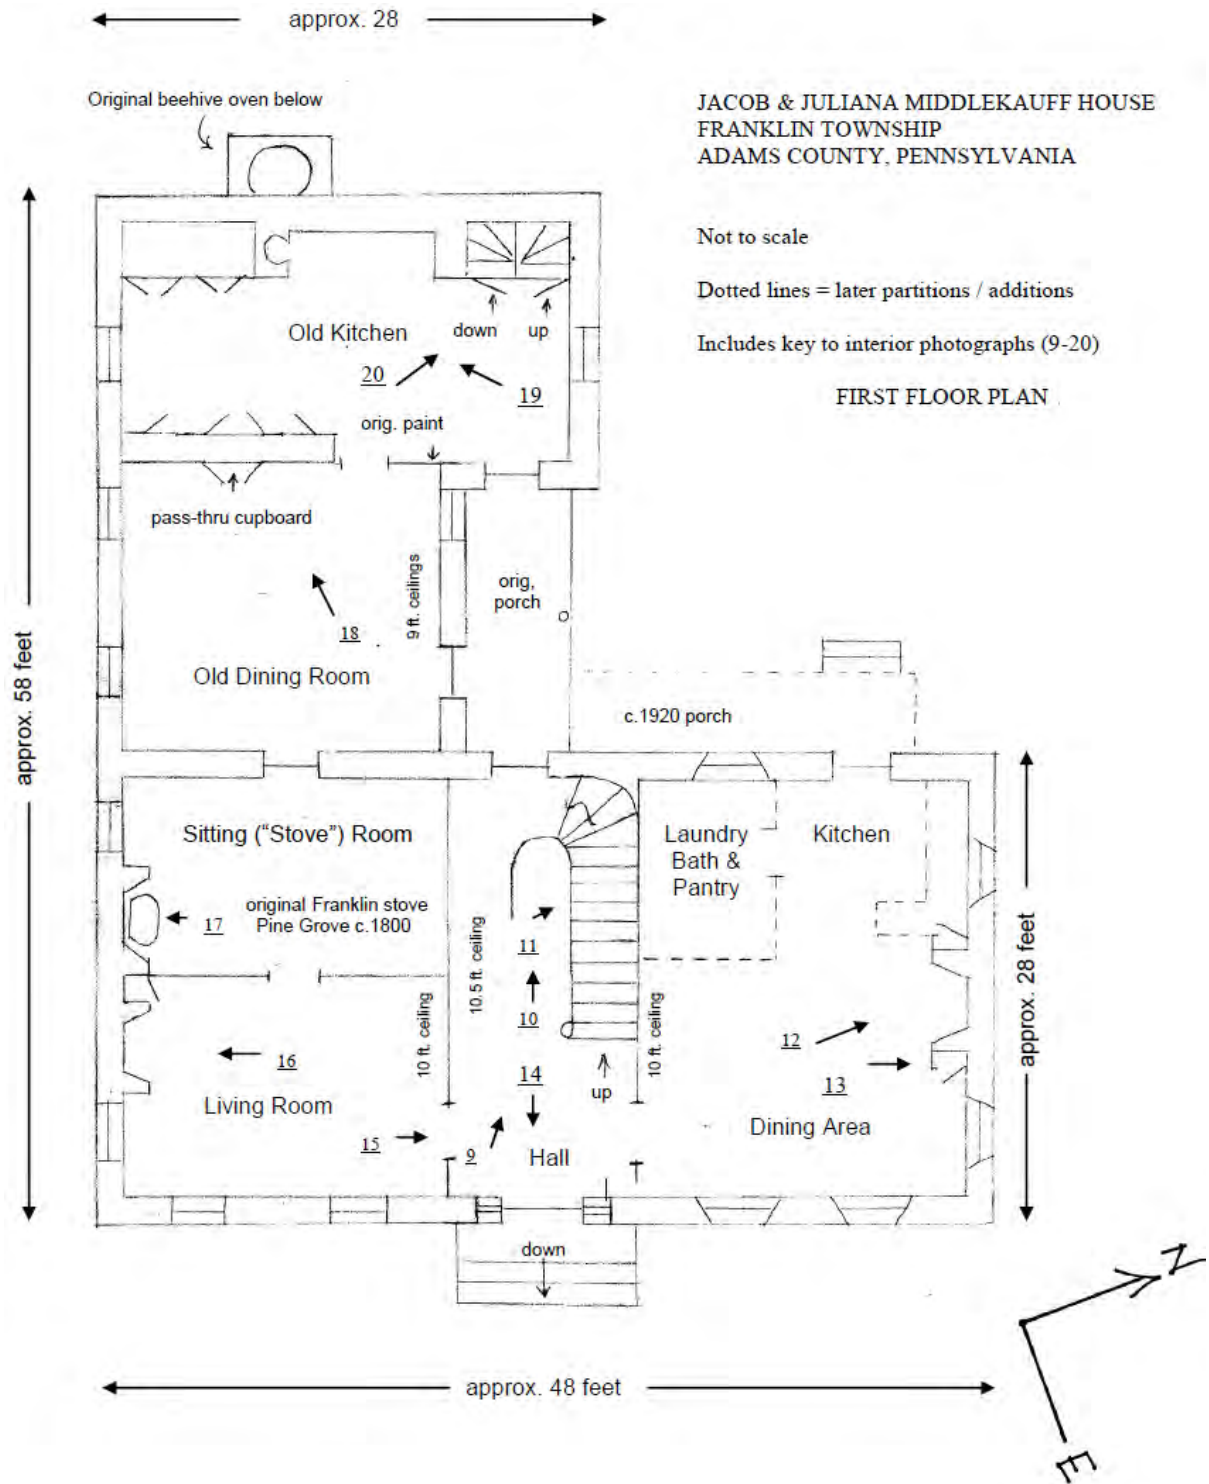 approx. 28
Original beehive oven below
JACOB & JULIANA MIDDLEKAUFF HOUSE
FRANKLIN TOWNSHIP
ADAMS COUNTY, PENNSYLVANIA
Not to scale
Dotted lines = later partitions / additions
Includes key to interior photographs (9-20)
FIRST FLOOR PLAN
Old Kitchen
down
up
20
19
orig. paint
pass-thru cupboard
9 ft. ceilings
orig,
porch
18
Old Dining Room
approx. 58 feet
c.1920 porch
Sitting ("Stove") Room
Laundry
Bath &
Pantry
Kitchen
original Franklin stove
Pine Grove c.1800
17
11
10.5 ft. ceiling
10
10 ft. ceiling
10 ft. ceiling
approx. 28 feet
12
13
16
14
up
Living Room
Dining Area
15
9
Hall
down
N
E
approx. 48 feet